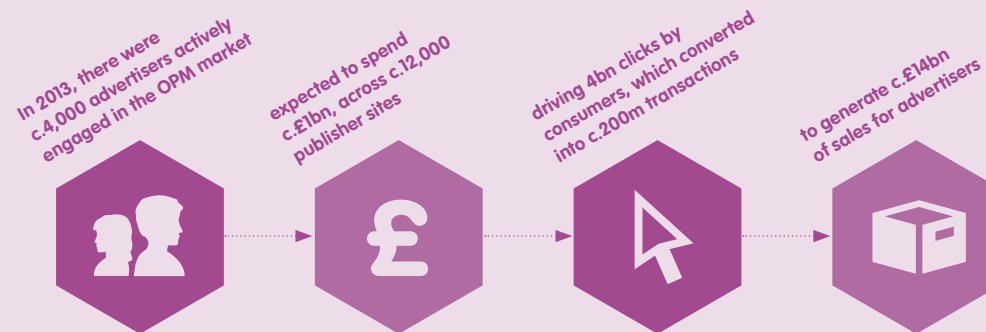 In 2013, there were
c.4,000 advertisers actively
engaged in the OPM market
expected to spend
c.£1bn, across c.12,000
publisher sites
driving 4bn clicks by
consumers, which converted
into c.200m transactions
to generate c.£14bn
of sales for advertisers
£